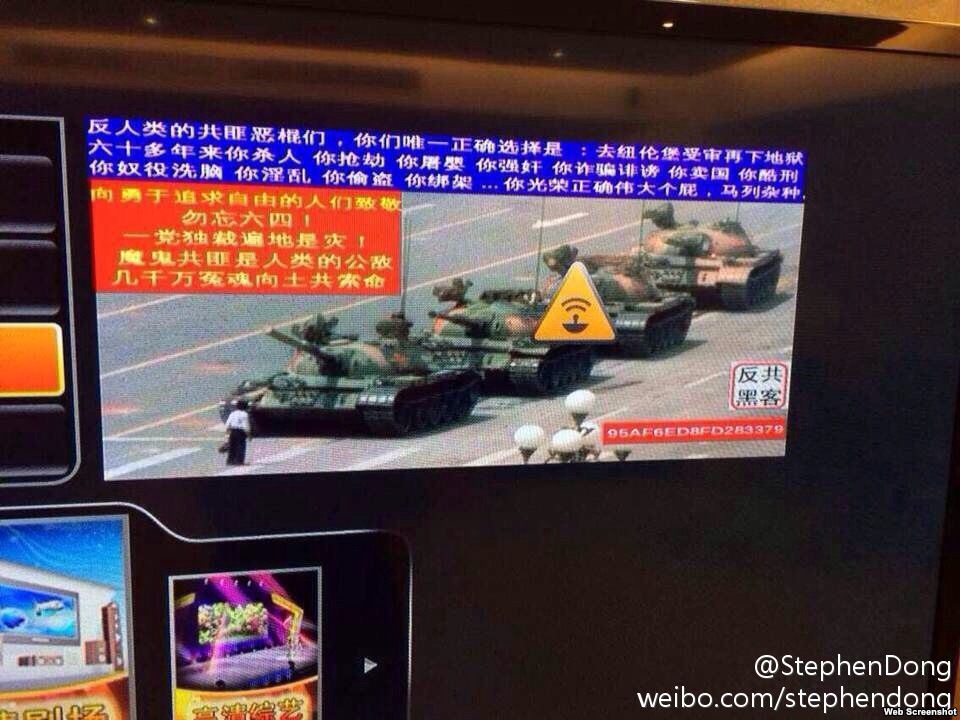 反人类的共匪恶棍们，你们唯一正确选择是：去纽伦堡受审再下地狱
六十多年来你杀人 你抢劫 你屠婴 你强奸 你诈骗诽谤 你卖国 你酷刑
你奴役洗脑 你淫乱 你偷盗 你绑架 ... 你光荣正确伟大个屁，马列杂种
向勇于追求自由的人们致敬
勿忘六四！
一党独裁遍地是灾！
魔鬼共匪是人类的公敌
几千万冤魂向土共索命
反共
黑客
95AF6ED8FD283379
剧场
高清综艺
@StephenDong
weibo.com/stephendong
Web Screenshot